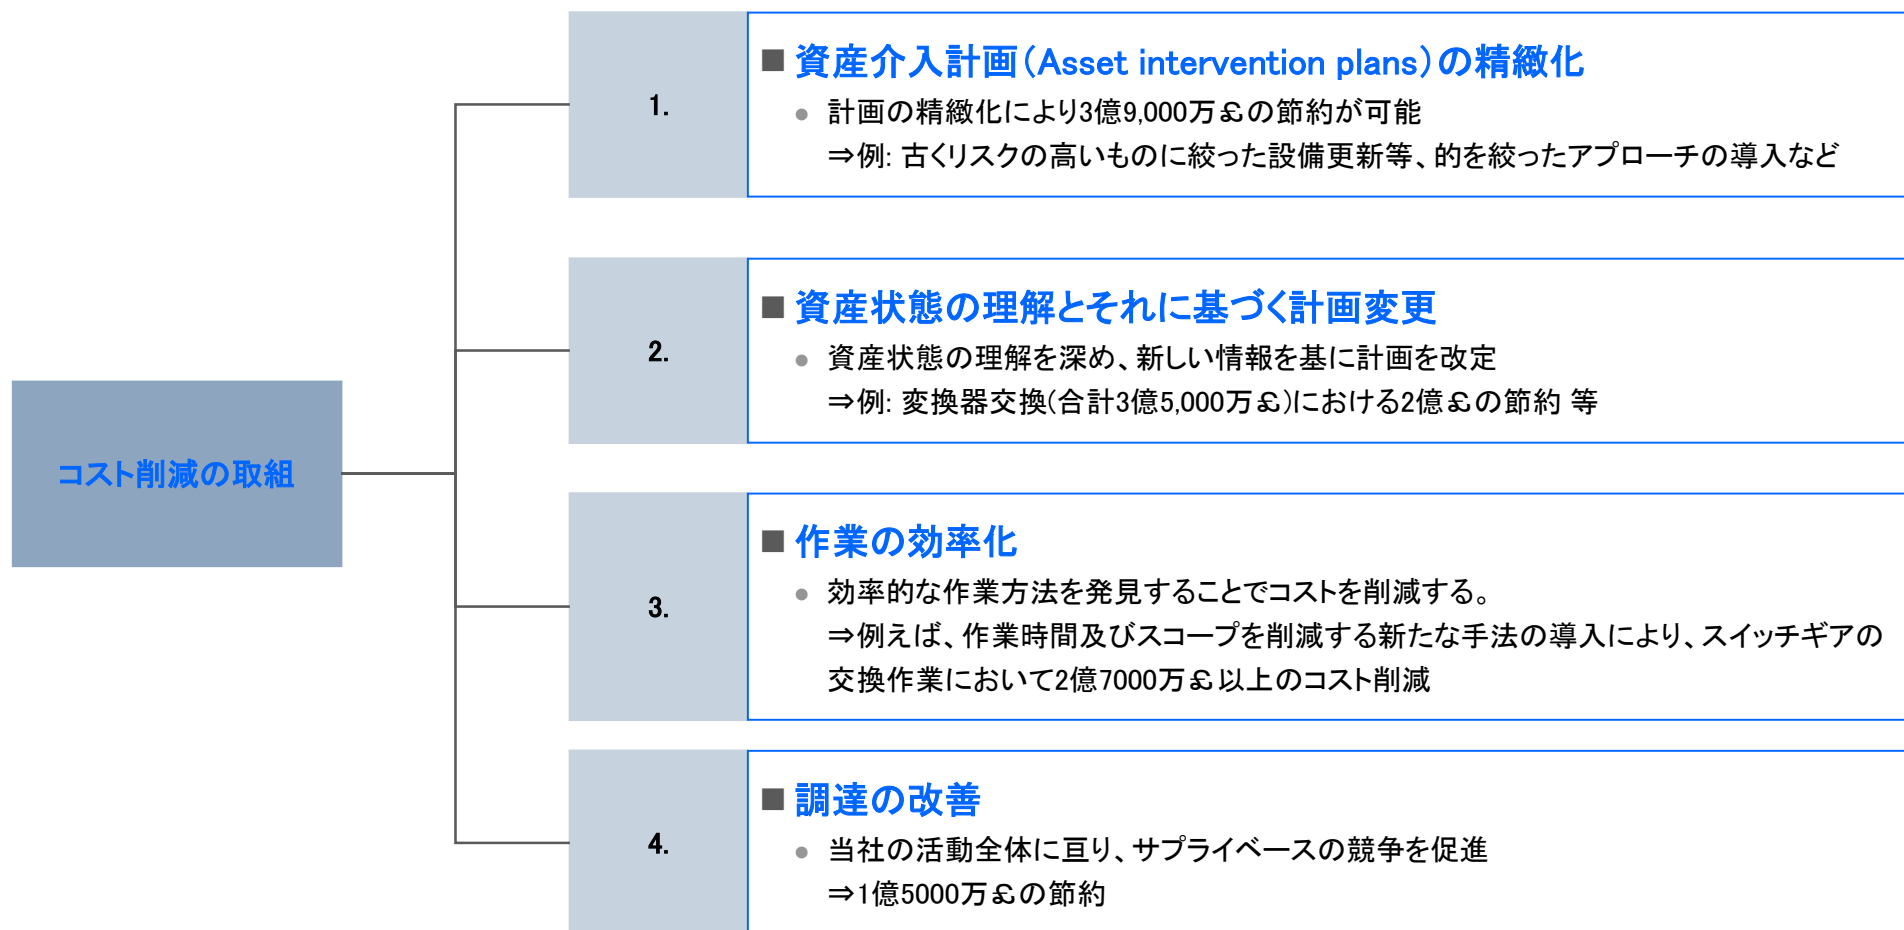 コスト削減の取組
1.
■ 資産介入計画(Asset intervention plans)の精緻化
● 計画の精緻化により3億9,000万£の節約が可能
⇒例: 古くリスクの高いものに絞った設備更新等、的を絞ったアプローチの導入など
2.
■ 資産状態の理解とそれに基づく計画変更
● 資産状態の理解を深め、新しい情報を基に計画を改定
⇒例: 変換器交換(合計3億5,000万£)における2億£の節約 等
3.
■ 作業の効率化
● 効率的な作業方法を発見することでコストを削減する。
⇒例えば、作業時間及びスコープを削減する新たな手法の導入により、スイッチギアの
交換作業において2億7000万£以上のコスト削減
4.
■ 調達の改善
● 当社の活動全体に亘り、サプライベースの競争を促進
⇒1億5000万£の節約